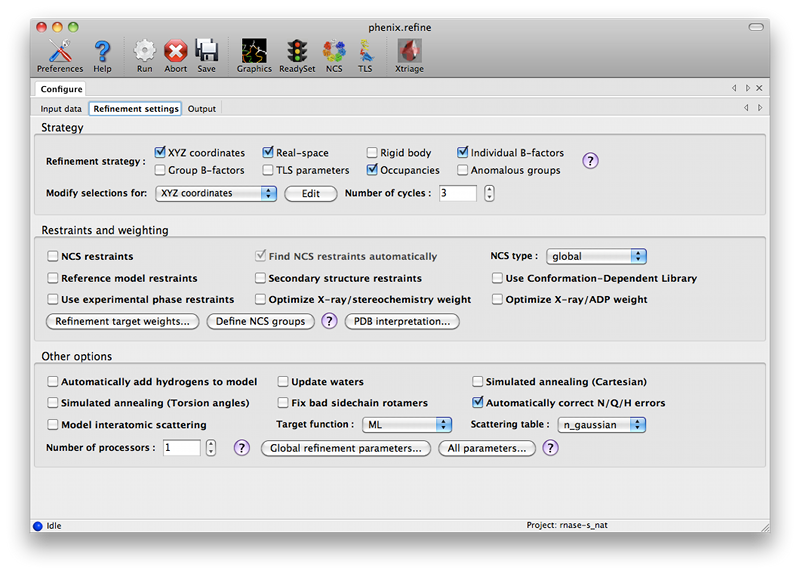 phenix.refine
Preferences Help Run Abort Save Graphics ReadySet NCS TLS Xtriage
Configure
Input data Refinement settings Output
Strategy
Refinement strategy : XYZ coordinates Real-space Rigid body Individual B-factors ?
Group B-factors TLS parameters Occupancies Anomalous groups
Modify selections for: XYZ coordinates Edit Number of cycles : 3
Restraints and weighting
NCS restraints Find NCS restraints automatically NCS type : global
Reference model restraints Secondary structure restraints Use Conformation-Dependent Library
Use experimental phase restraints Optimize X-ray/stereochemistry weight Optimize X-ray/ADP weight
Refinement target weights... Define NCS groups ? PDB interpretation...
Other options
Automatically add hydrogens to model Update waters Simulated annealing (Cartesian)
Simulated annealing (Torsion angles) Fix bad sidechain rotamers Automatically correct N/Q/H errors
Model interatomic scattering Target function : ML Scattering table : n_gaussian
Number of processors : 1 ? Global refinement parameters... All parameters... ?
Idle Project: rnase-s_nat